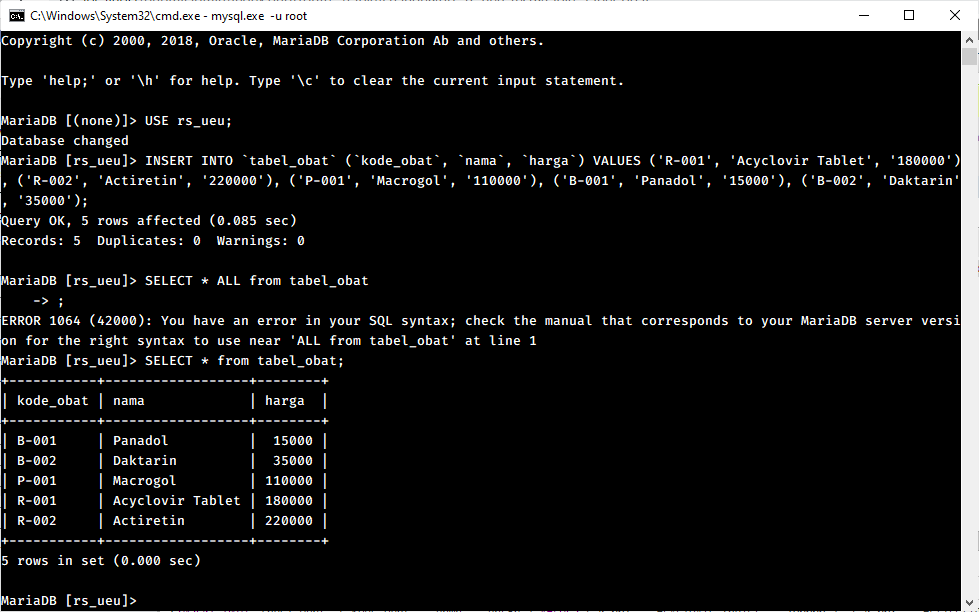 C:\Windows\System32\cmd.exe - mysql.exe -u root
Copyright (c) 2000, 2018, Oracle, MariaDB Corporation Ab and others.
Type 'help;' or '\h' for help. Type '\c' to clear the current input statement.
MariaDB [(none)]> USE rs_ueu;
Database changed
MariaDB [rs_ueu]> INSERT INTO `tabel_obat` (`kode_obat`, `nama`, `harga`) VALUES ('R-001', 'Acyclovir Tablet', '180000')
, ('R-002', 'Actiretin', '220000'), ('P-001', 'Macrogol', '110000'), ('B-001', 'Panadol', '15000'), ('B-002', 'Daktarin'
, '35000');
Query OK, 5 rows affected (0.085 sec)
Records: 5  Duplicates: 0  Warnings: 0
MariaDB [rs_ueu]> SELECT * ALL from tabel_obat
    -> ;
ERROR 1064 (42000): You have an error in your SQL syntax; check the manual that corresponds to your MariaDB server versi
on for the right syntax to use near 'ALL from tabel_obat' at line 1
MariaDB [rs_ueu]> SELECT * from tabel_obat;
+-----------+------------------+--------+
| kode_obat | nama             | harga  |
+-----------+------------------+--------+
| B-001     | Panadol          |  15000 |
| B-002     | Daktarin         |  35000 |
| P-001     | Macrogol         | 110000 |
| R-001     | Acyclovir Tablet | 180000 |
| R-002     | Actiretin        | 220000 |
+-----------+------------------+--------+
5 rows in set (0.000 sec)
MariaDB [rs_ueu]>